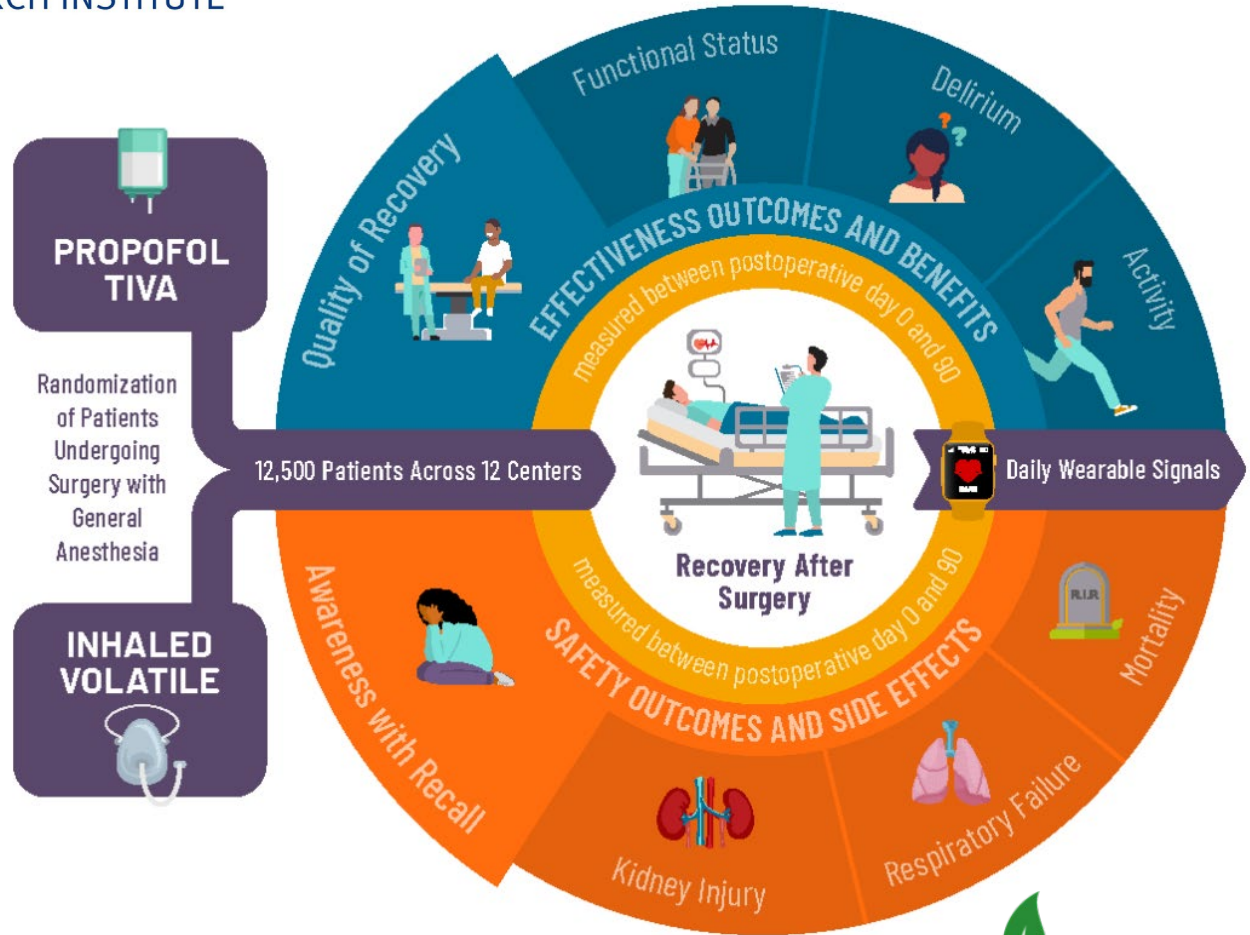 RCH INSTITUTE
PROPOFOL
TIVA
Randomization
of Patients
Undergoing
Surgery with
General
Anesthesia
INHALED
VOLATILE
12,500 Patients Across 12 Centers
Quality of Recovery
Functional Status
Delirium
Activity
EFFECTIVENESS OUTCOMES AND BENEFITS
measured between postoperative day 0 and 90
Recovery After
Surgery
Daily Wearable Signals
measured between postoperative day 0 and 90
SAFETY OUTCOMES AND SIDE EFFECTS
Awareness with Recall
Kidney Injury
Respiratory Failure
Mortality
R.I.P.